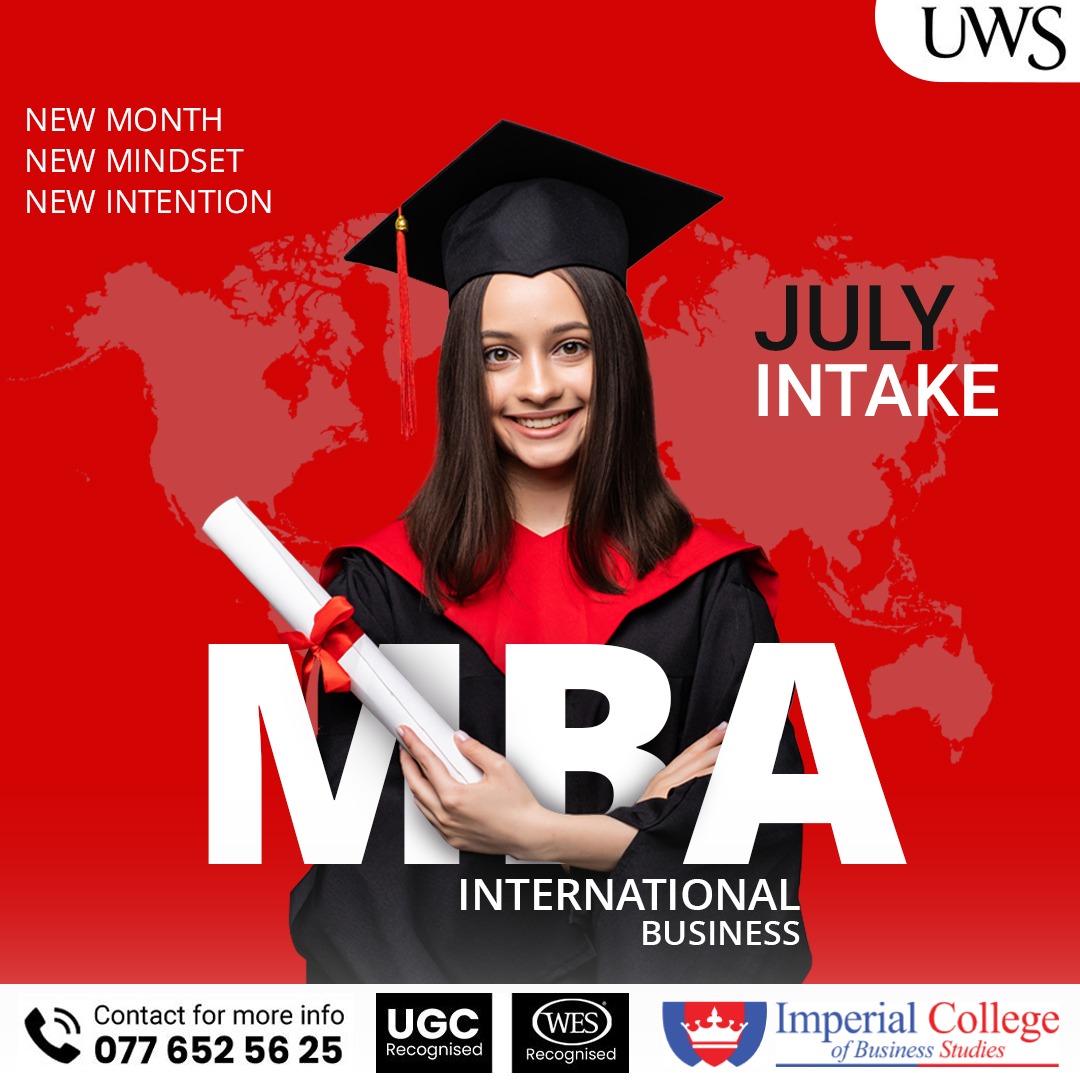 UWS
NEW MONTH
NEW MINDSET
NEW INTENTION
JULY
INTAKE
MBA
INTERNATIONAL
BUSINESS
Contact for more info
077 652 56 25
UGC
Recognised
WES
Recognised
Imperial College
of Business Studies